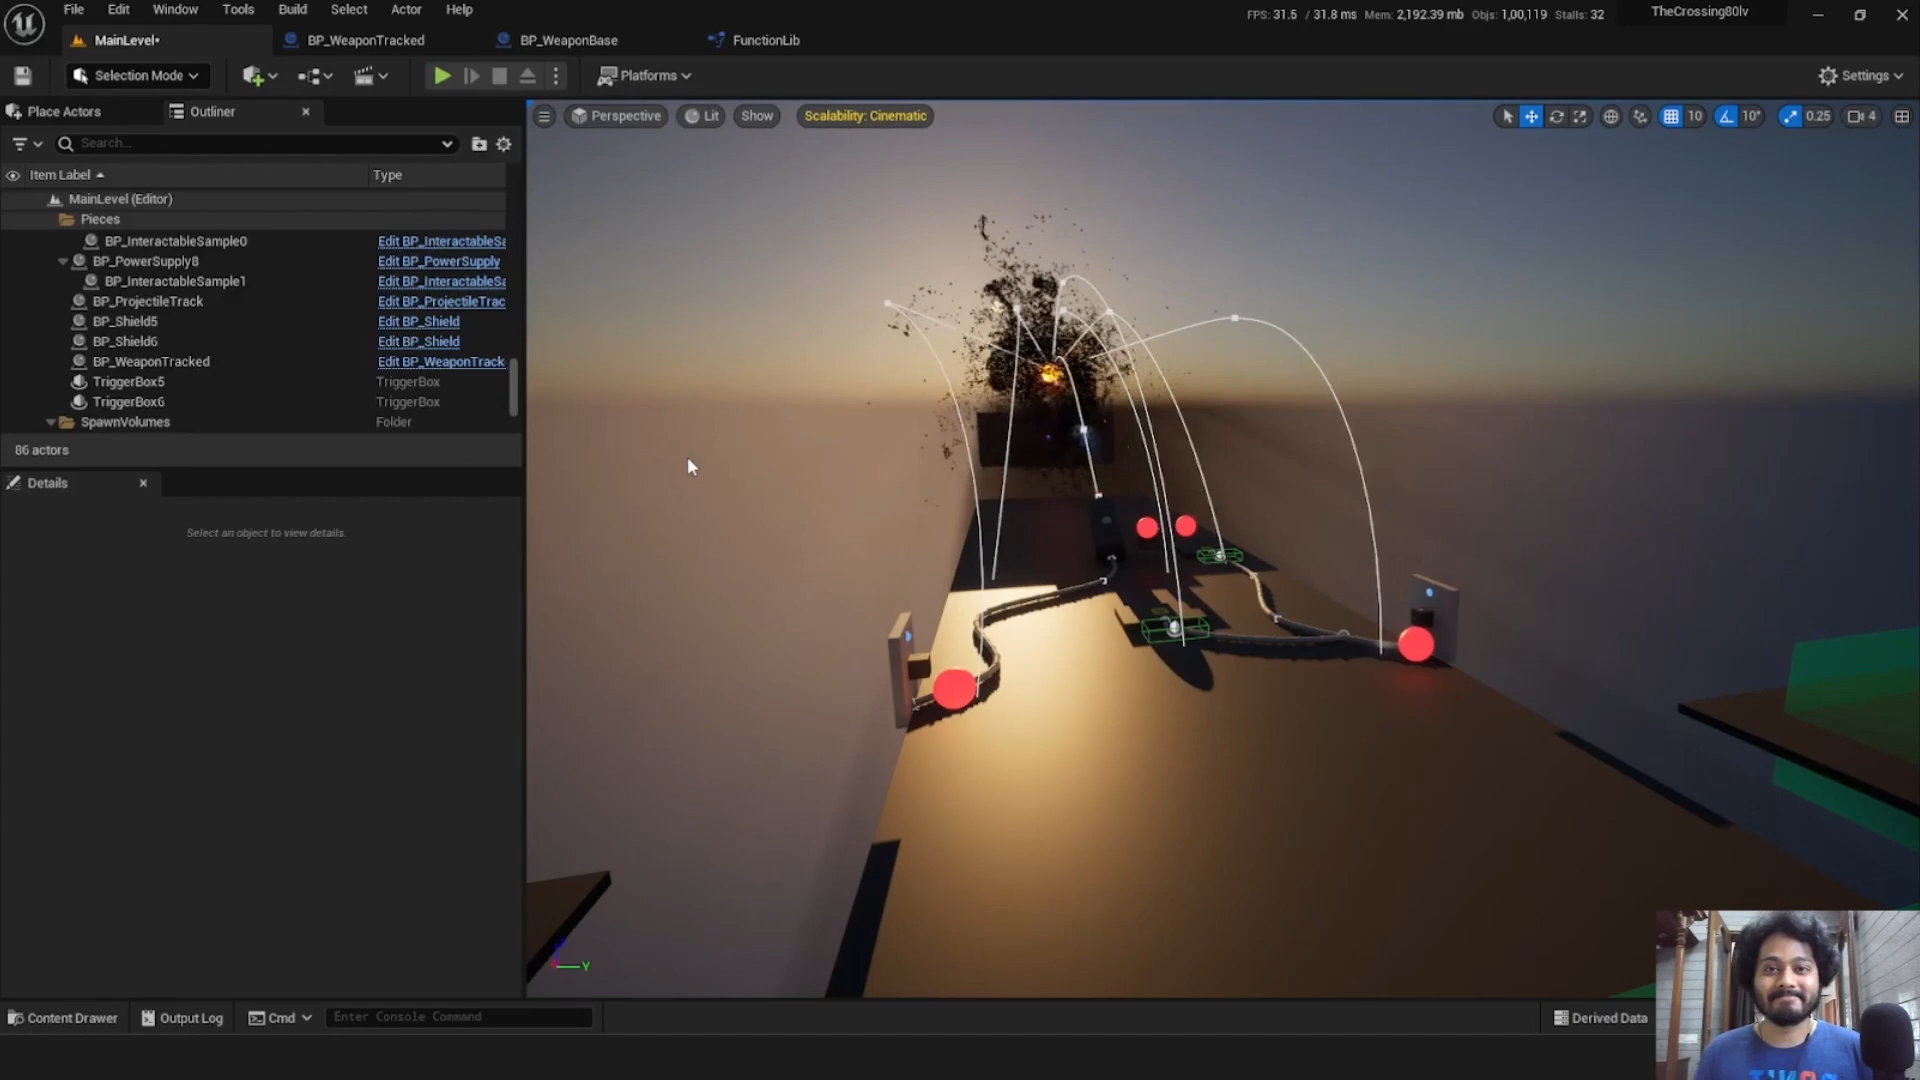 File Edit Window Tools Build Select Actor Help
FPS: 31.5 / 31.8 ms Mem: 2,192.39 mb Objs: 1,00,119 Stalls: 32
TheCrossing80lv
MainLevel•
BP_WeaponTracked
BP_WeaponBase
FunctionLib
Selection Mode
Platforms
Settings
Place Actors
Outliner
Perspective
Lit
Show
Scalability: Cinematic
10
10°
0.25
4
Search...
Item Label
Type
MainLevel (Editor)
Pieces
BP_InteractableSample0 Edit BP_InteractableSa
BP_PowerSupply8 Edit BP_PowerSupply
BP_InteractableSample1 Edit BP_InteractableSa
BP_ProjectileTrack Edit BP_ProjectileTrac
BP_Shield5 Edit BP_Shield
BP_Shield6 Edit BP_Shield
BP_WeaponTracked Edit BP_WeaponTrack
TriggerBox5 TriggerBox
TriggerBox6 TriggerBox
SpawnVolumes Folder
86 actors
Details
Select an object to view details.
Y
Content Drawer
Output Log
Cmd
Enter Console Command
Derived Data